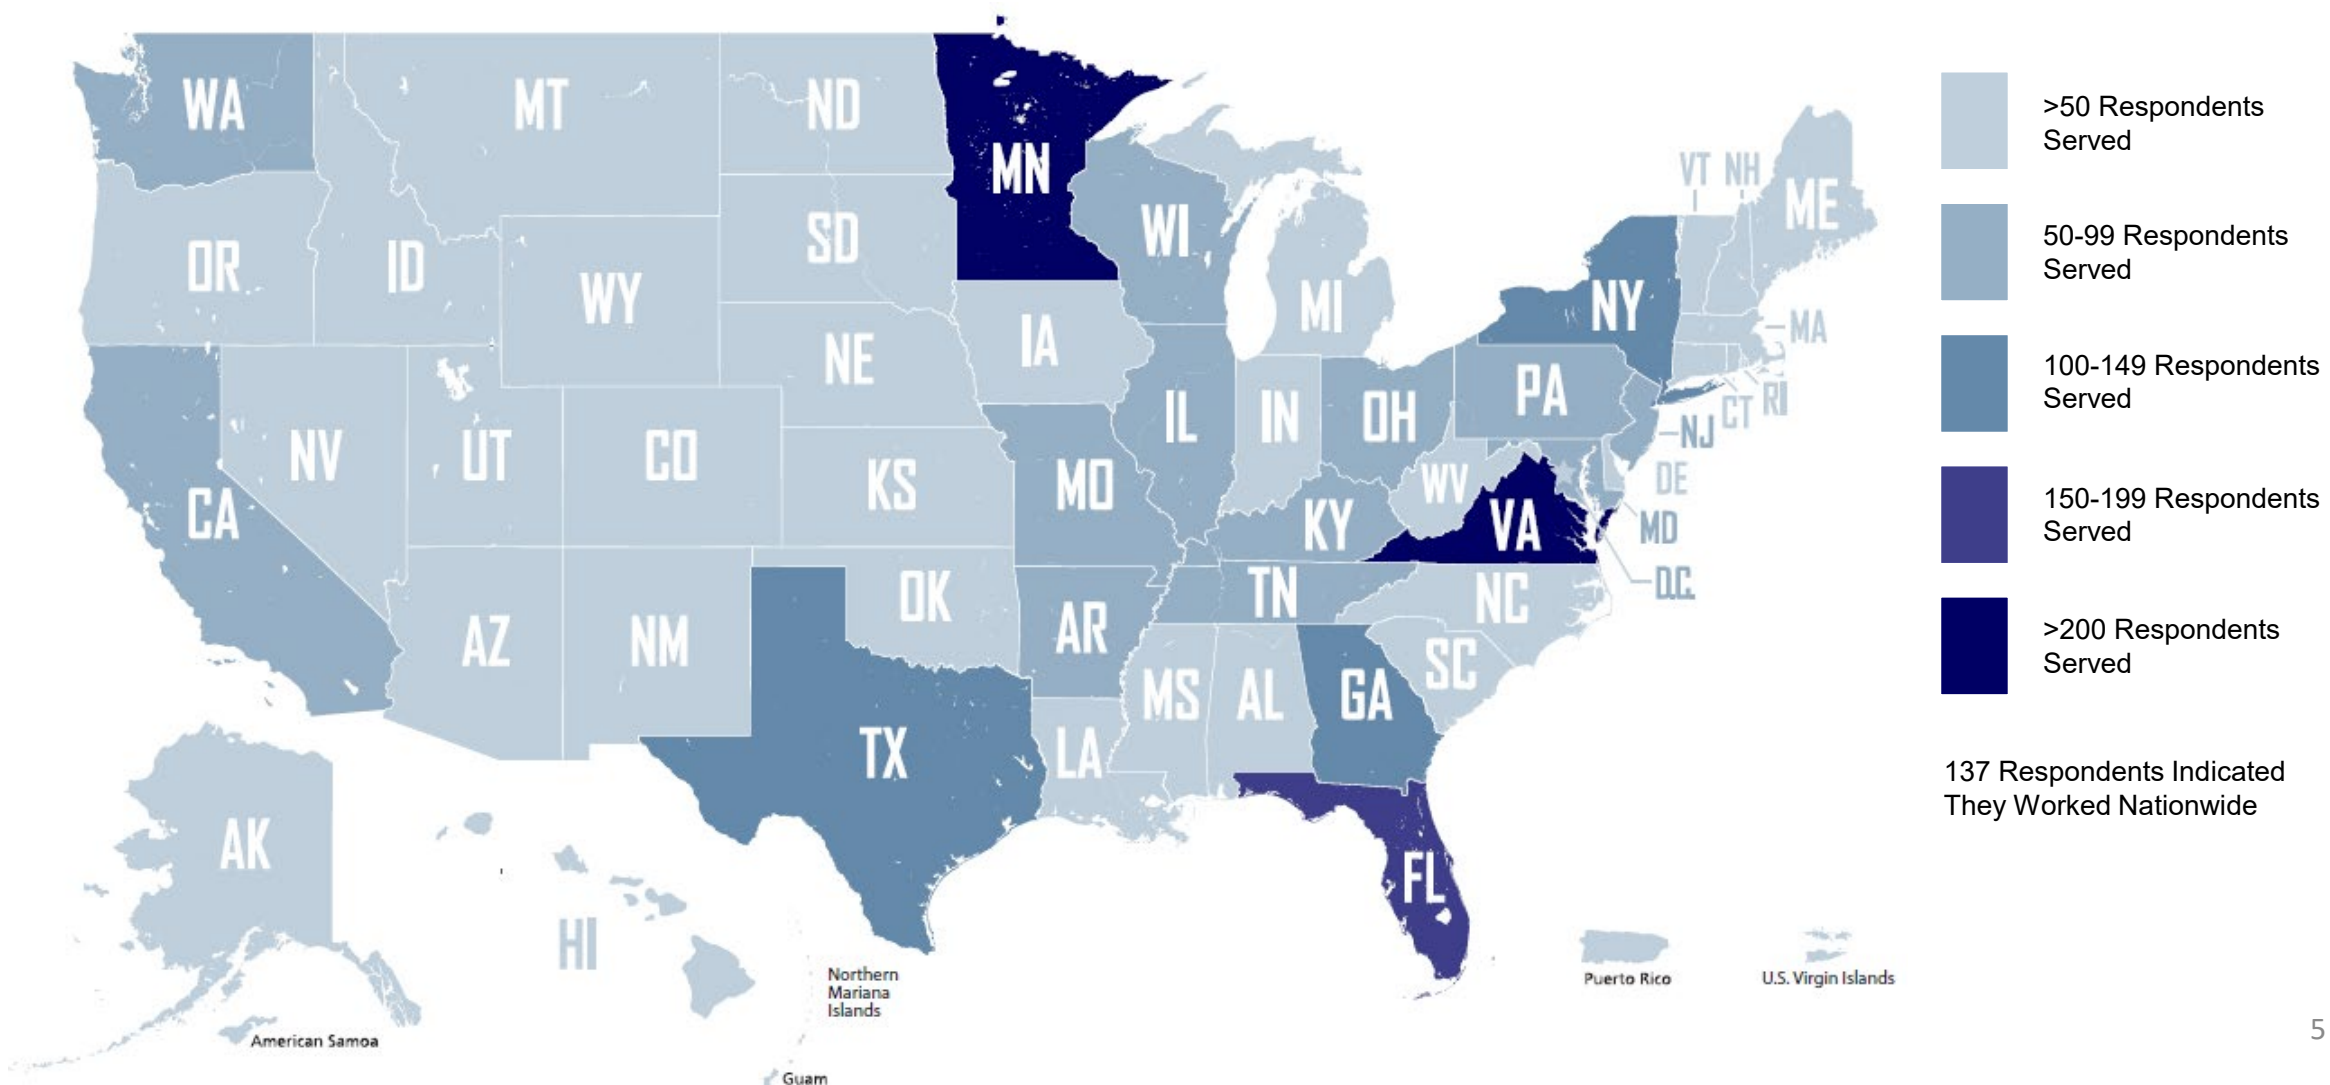 WA
MT
ND
MN
VT NH
ME
OR
ID
SD
WI
WY
MI
NY
IA
MA
NE
PA
CT RI
NV
UT
CO
IL
IN
OH
NJ
KS
MO
WV
DE
CA
KY
VA
MD
AZ
NM
OK
AR
TN
NC
D.C.
SC
MS
AL
GA
TX
LA
AK
FL
HI
Northern
Mariana
Islands
American Samoa
Guam
Puerto Rico
U.S. Virgin Islands
>50 Respondents
Served
50-99 Respondents
Served
100-149 Respondents
Served
150-199 Respondents
Served
>200 Respondents
Served
137 Respondents Indicated
They Worked Nationwide
5